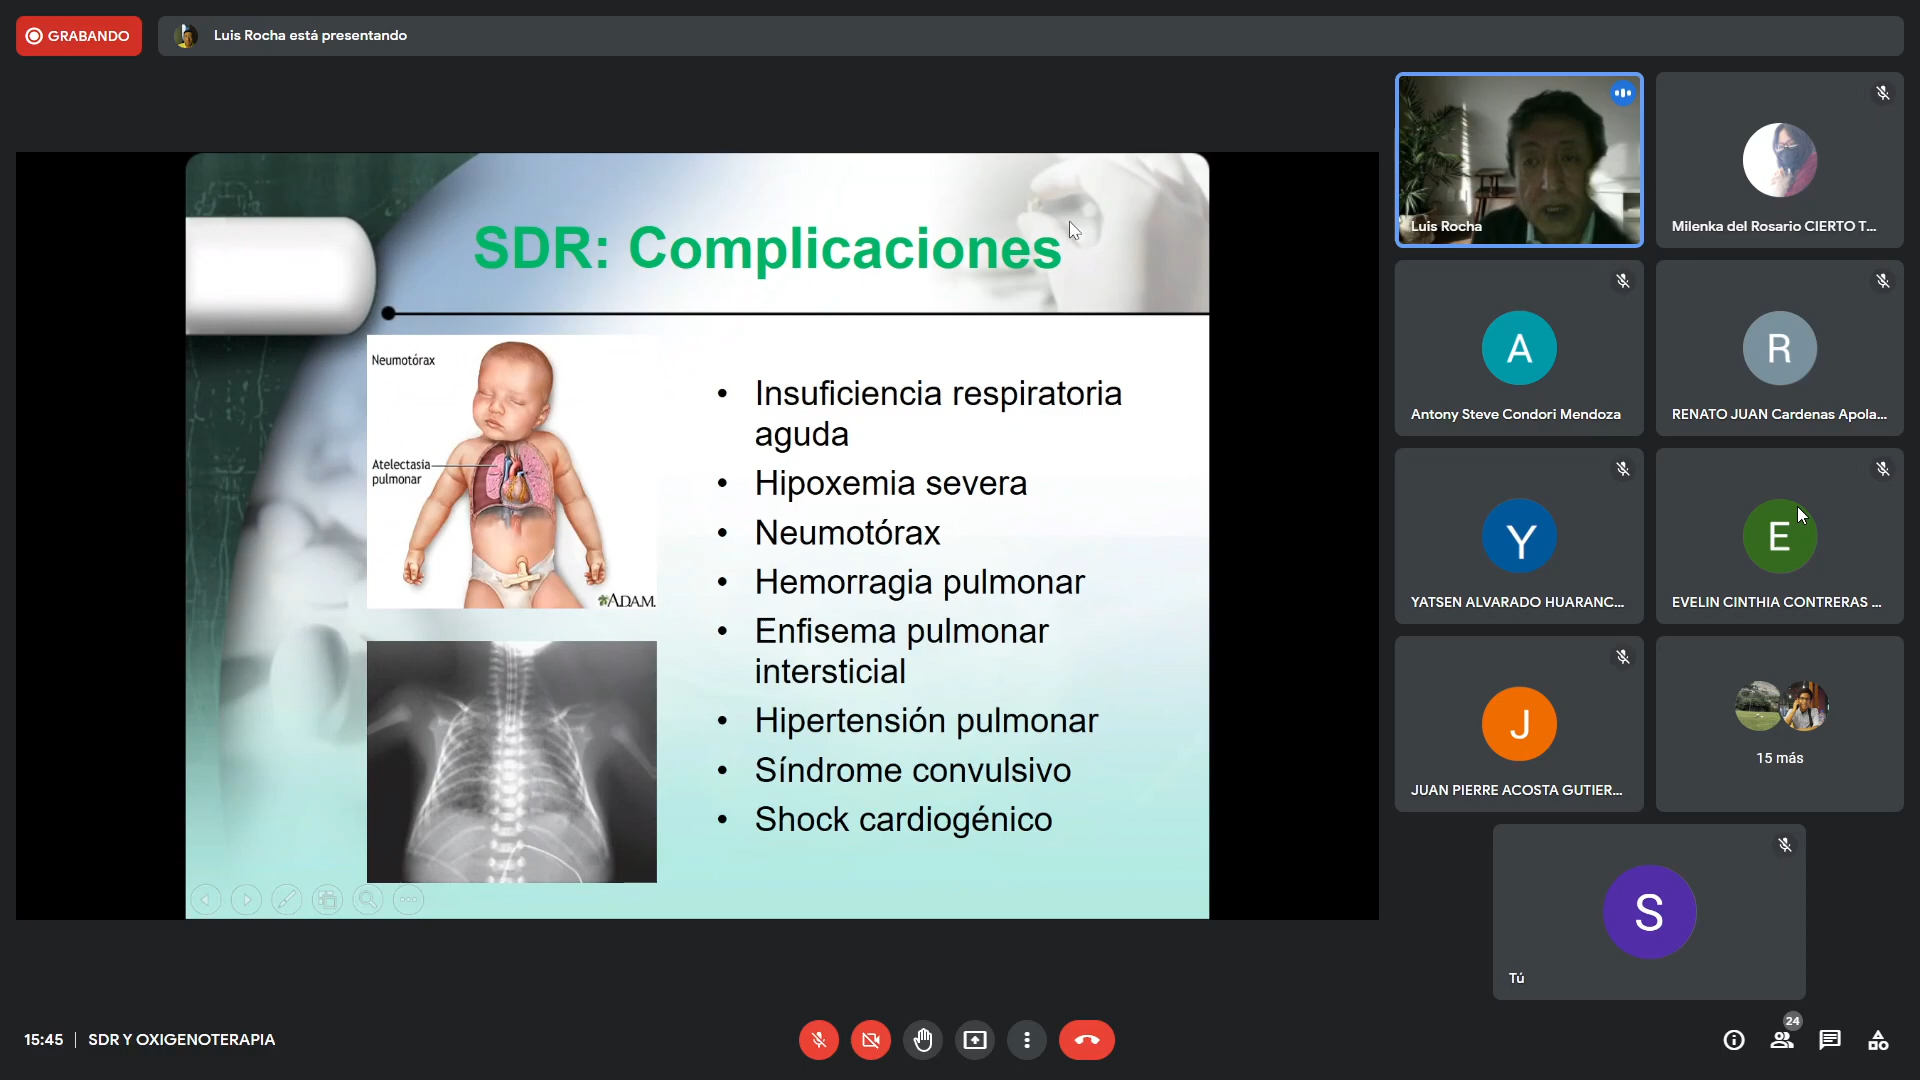 GRABANDO
Luis Rocha está presentando
SDR: Complicaciones
Neumotórax
Atelectasia
pulmonar
ADAM.
• Insuficiencia respiratoria
aguda
• Hipoxemia severa
• Neumotórax
• Hemorragia pulmonar
• Enfisema pulmonar
intersticial
• Hipertensión pulmonar
• Síndrome convulsivo
• Shock cardiogénico
Luis Rocha
Milenka del Rosario CIERTO T...
A
Antony Steve Condori Mendoza
R
RENATO JUAN Cardenas Apola...
Y
YATSEN ALVARADO HUARANC...
E
EVELIN CINTHIA CONTRERAS ...
J
JUAN PIERRE ACOSTA GUTIER...
15 más
S
Tú
15:45 | SDR Y OXIGENOTERAPIA
24